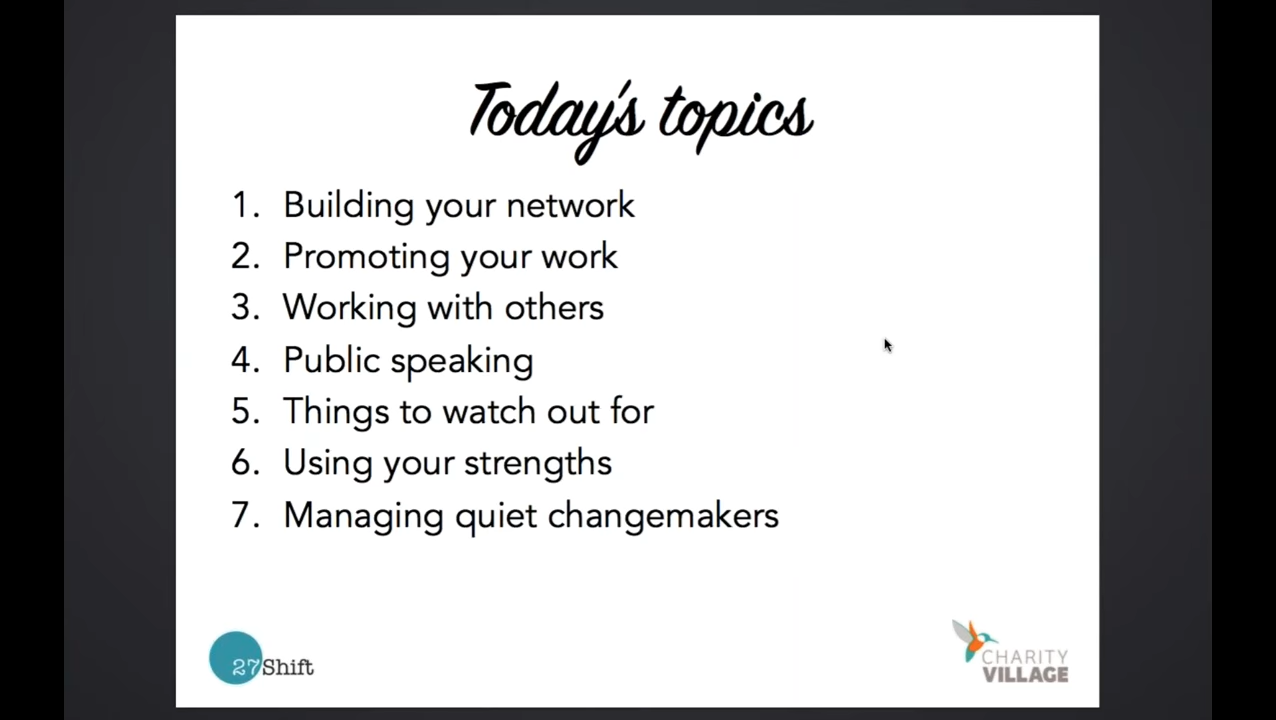 Today's topics
1. Building your network
2. Promoting your work
3. Working with others
4. Public speaking
5. Things to watch out for
6. Using your strengths
7. Managing quiet changemakers
27Shift
CHARITY
VILLAGE